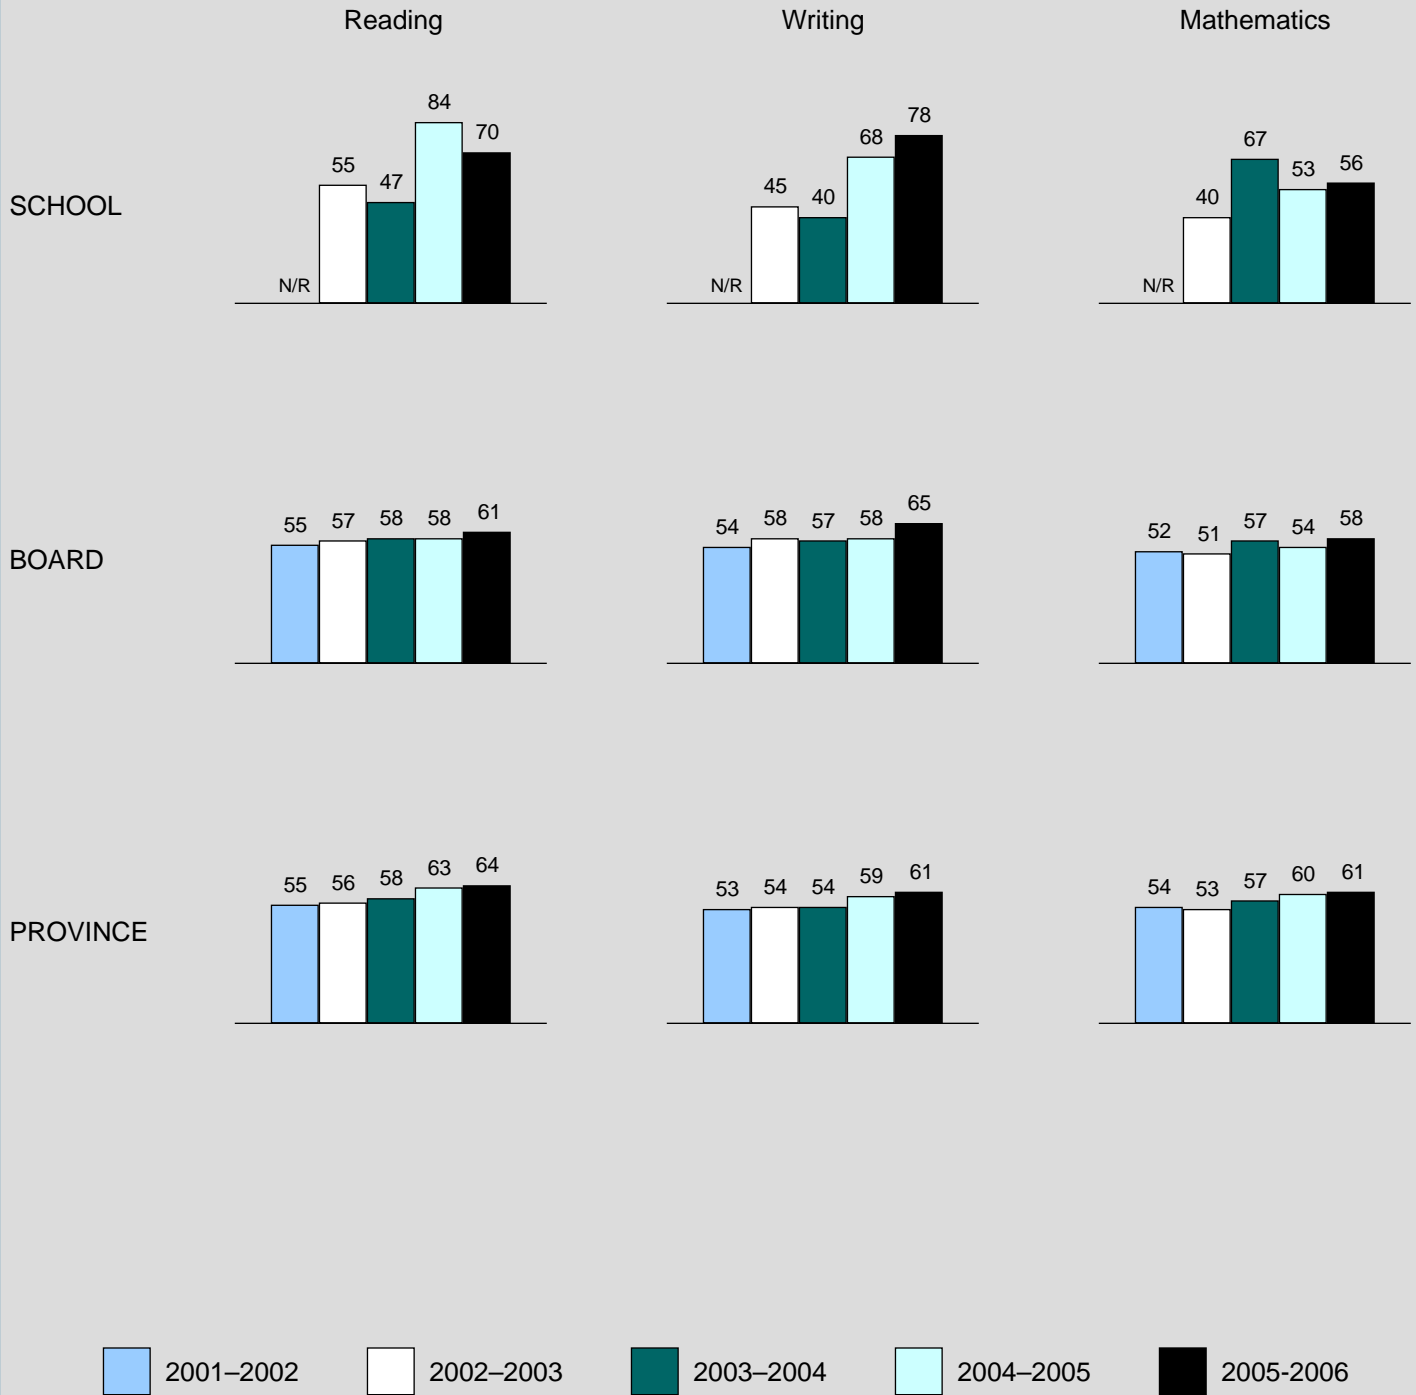 Reading Writing Mathematics
SCHOOL
N/R 55 47 84 70
N/R 45 40 68 78
N/R 40 67 53 56
BOARD
55 57 58 58 61
54 58 57 58 65
52 51 57 54 58
PROVINCE
55 56 58 63 64
53 54 54 59 61
54 53 57 60 61
2001–2002 2002–2003 2003–2004 2004–2005 2005-2006